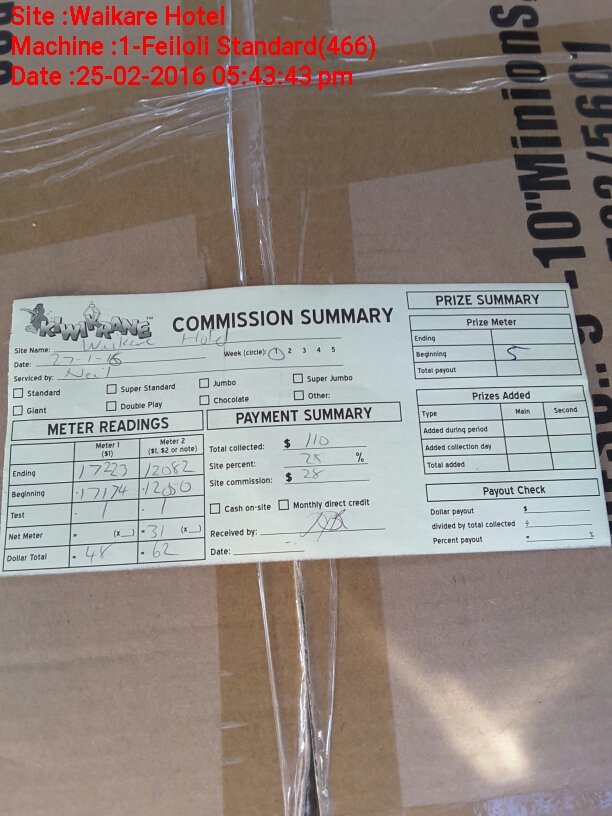 Site :Waikare Hotel
Machine :1-Feiloli Standard(466)
Date :25-02-2016 05:43:43 pm
-10"Minions
KIWIKRANE™
COMMISSION SUMMARY
Site Name: Waikare Hotel
Date: 27-1-16
Week (circle): 1 2 3 4 5
Serviced by: Neil
Standard
Super Standard
Jumbo
Super Jumbo
Giant
Double Play
Chocolate
Other:
METER READINGS
Meter 1 ($1)
Meter 2 ($1, $2 or note)
Ending 17223 12082
Beginning 17174 12050
Test 1 1
Net Meter = (x__) = 31 (x__)
Dollar Total = 48 = 62
PAYMENT SUMMARY
Total collected: $ 110
Site percent: 25 %
Site commission: $ 28
Cash on-site
Monthly direct credit
Received by:
Date:
PRIZE SUMMARY
Prize Meter
Ending
Beginning 5
Total payout
Prizes Added
Type Main Second
Added during period
Added collection day
Total added
Payout Check
Dollar payout $
divided by total collected ÷
Percent payout = %